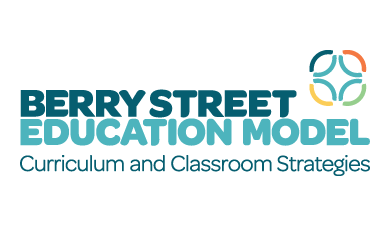 BERRY STREET
EDUCATION MODEL
Curriculum and Classroom Strategies